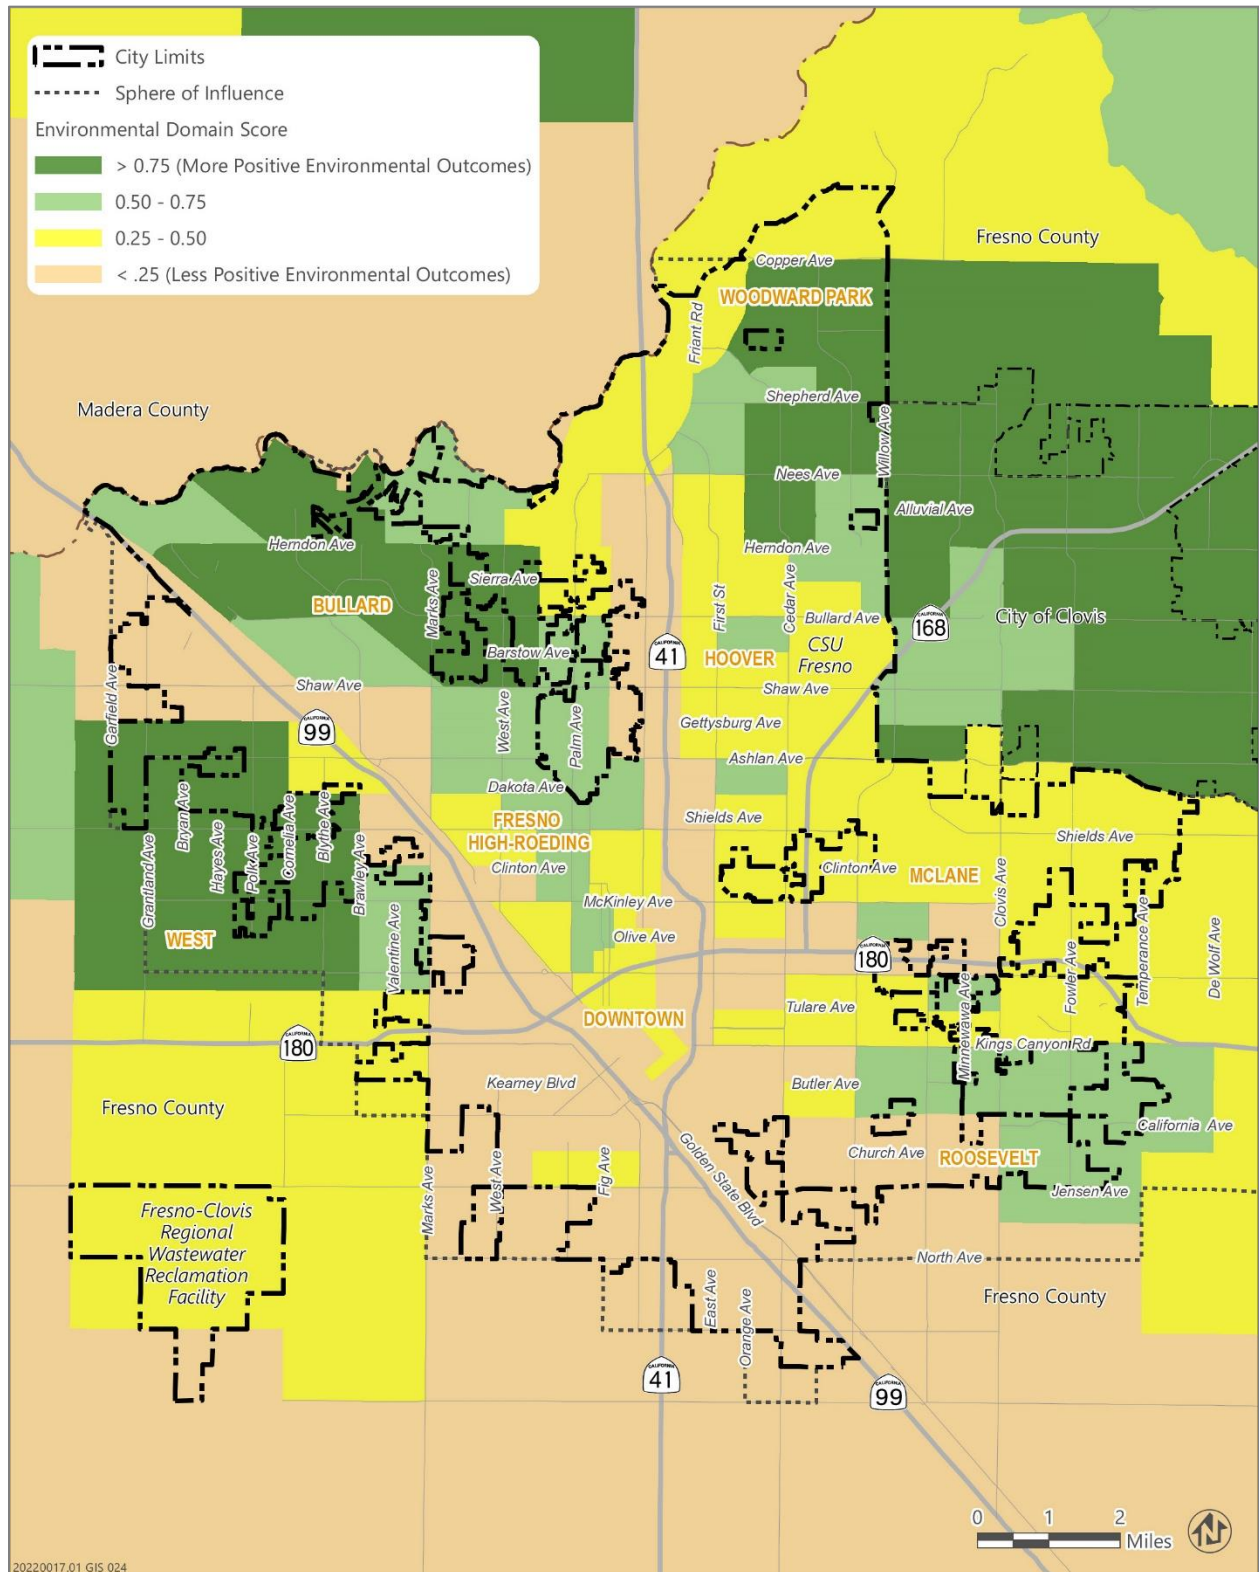 City Limits
Sphere of Influence
Environmental Domain Score
> 0.75 (More Positive Environmental Outcomes)
0.50 - 0.75
0.25 - 0.50
< .25 (Less Positive Environmental Outcomes)
Fresno County
Copper Ave
WOODWARD PARK
Friant Rd
Shepherd Ave
Madera County
Willow Ave
Nees Ave
Alluvial Ave
Herndon Ave
Herndon Ave
Sierra Ave
Marks Ave
BULLARD
First St
Cedar Ave
Bullard Ave
CALIFORNIA
168
City of Clovis
Barstow Ave
CALIFORNIA
41
HOOVER
CSU
Fresno
Garfield Ave
Shaw Ave
Shaw Ave
West Ave
Palm Ave
CALIFORNIA
99
Gettysburg Ave
Ashlan Ave
Dakota Ave
Bryan Ave
Hayes Ave
Polk Ave
Cornelia Ave
Blythe Ave
Brawley Ave
Grantland Ave
FRESNO
HIGH-ROEDING
Shields Ave
Shields Ave
Clinton Ave
Clinton Ave
MCLANE
Clovis Ave
McKinley Ave
Olive Ave
WEST
Valentine Ave
CALIFORNIA
180
Fowler Ave
Temperance Ave
De Wolf Ave
DOWNTOWN
Tulare Ave
Minnewawa Ave
Kings Canyon Rd
CALIFORNIA
180
Kearney Blvd
Butler Ave
Fresno County
California Ave
Golden State Blvd
Church Ave
ROOSEVELT
Jensen Ave
Marks Ave
West Ave
Fig Ave
Fresno-Clovis
Regional
Wastewater
Reclamation
Facility
North Ave
East Ave
Orange Ave
Fresno County
CALIFORNIA
41
CALIFORNIA
99
0 1 2
Miles
N
20220017.01 GIS 024